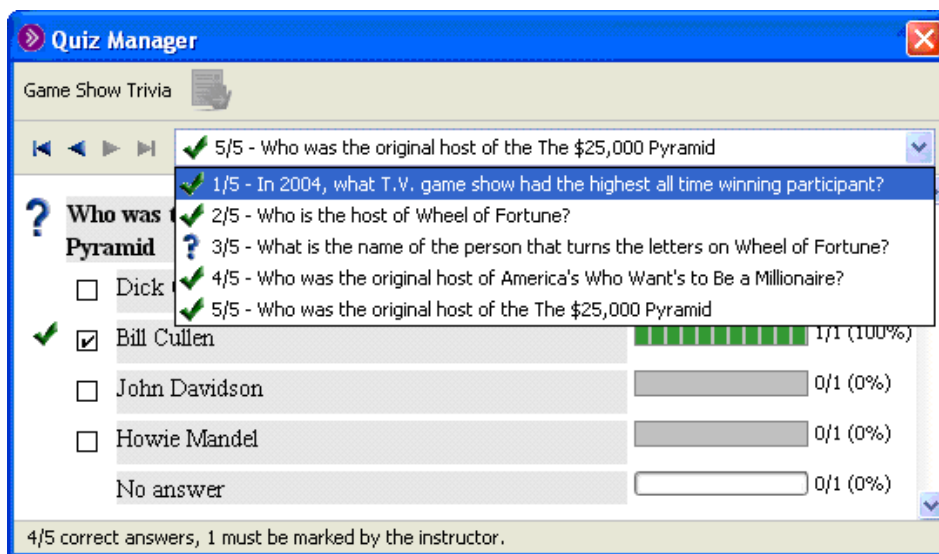 Quiz Manager
Game Show Trivia
5/5 - Who was the original host of the The $25,000 Pyramid
1/5 - In 2004, what T.V. game show had the highest all time winning participant?
2/5 - Who is the host of Wheel of Fortune?
3/5 - What is the name of the person that turns the letters on Wheel of Fortune?
4/5 - Who was the original host of America's Who Want's to Be a Millionaire?
5/5 - Who was the original host of the The $25,000 Pyramid
Who was
Pyramid
Dick
Bill Cullen 1/1 (100%)
John Davidson 0/1 (0%)
Howie Mandel 0/1 (0%)
No answer 0/1 (0%)
4/5 correct answers, 1 must be marked by the instructor.